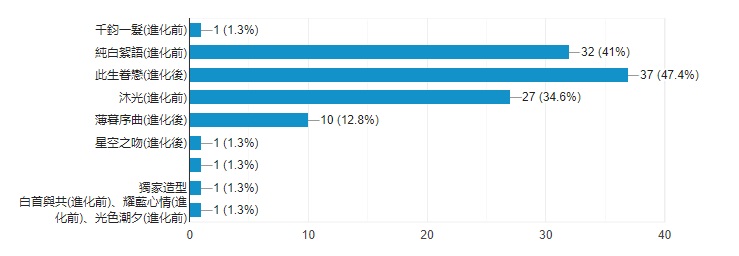 千鈞一髮(進化前)
1 (1.3%)
純白絮語(進化前)
32 (41%)
此生眷戀(進化後)
37 (47.4%)
沐光(進化前)
27 (34.6%)
薄暮序曲(進化後)
10 (12.8%)
星空之吻(進化後)
1 (1.3%)
1 (1.3%)
獨家造型
1 (1.3%)
白首與共(進化前)、耀藍心情(進
化前)、光色潮夕(進化前)
1 (1.3%)
0 10 20 30 40